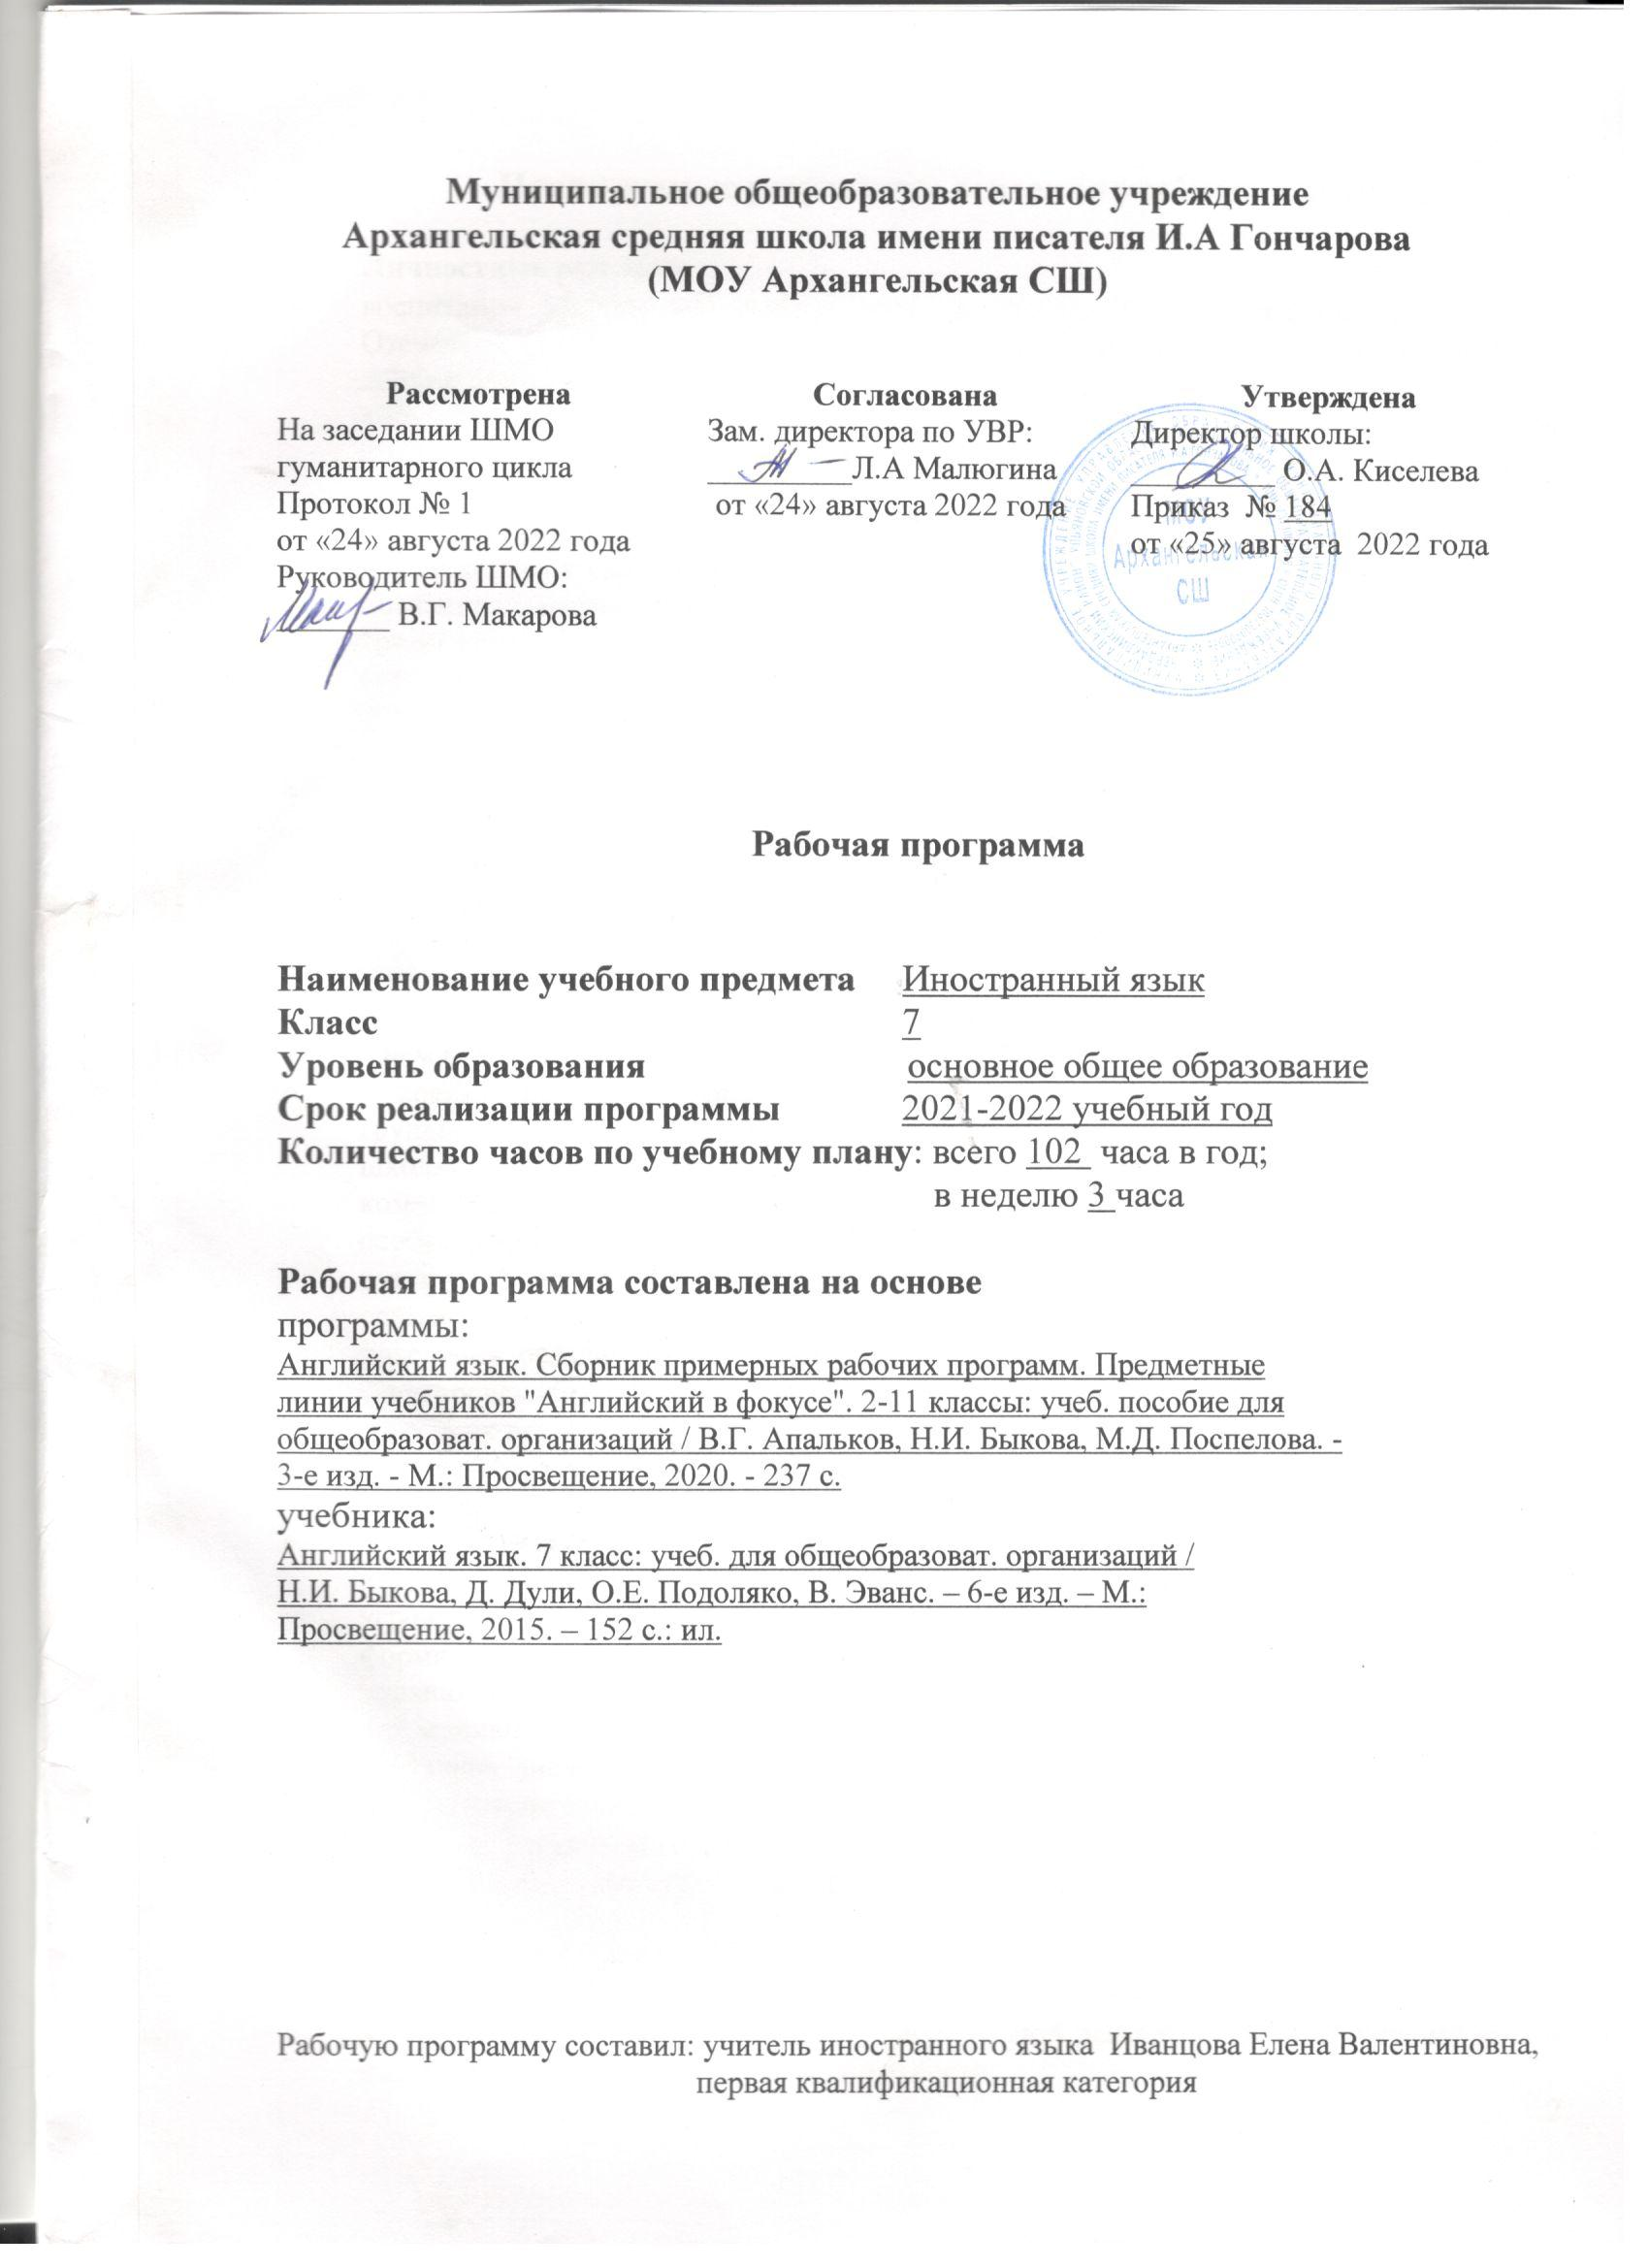 Муниципальное общеобразовательное учреждение
Архангельская средняя школа имени писателя И.А Гончарова
(МОУ Архангельская СШ)
Рассмотрена
На заседании ШМО
гуманитарного цикла
Протокол № 1
от «24» августа 2022 года
Руководитель ШМО:
________ В.Г. Макарова
Согласована
Зам. директора по УВР:
_________Л.А Малюгина
от «24» августа 2022 года
Утверждена
Директор школы:
_________ О.А. Киселева
Приказ № 184
от «25» августа 2022 года
МОУ
Архангельская
СШ
Рабочая программа
Наименование учебного предмета Иностранный язык
Класс 7
Уровень образования основное общее образование
Срок реализации программы 2021-2022 учебный год
Количество часов по учебному плану: всего 102 часа в год;
в неделю 3 часа
Рабочая программа составлена на основе
программы:
Английский язык. Сборник примерных рабочих программ. Предметные
линии учебников "Английский в фокусе". 2-11 классы: учеб. пособие для
общеобразоват. организаций / В.Г. Апальков, Н.И. Быкова, М.Д. Поспелова. -
3-е изд. - М.: Просвещение, 2020. - 237 с.
учебника:
Английский язык. 7 класс: учеб. для общеобразоват. организаций /
Н.И. Быкова, Д. Дули, О.Е. Подоляко, В. Эванс. – 6-е изд. – М.:
Просвещение, 2015. – 152 с.: ил.
Рабочую программу составил: учитель иностранного языка Иванцова Елена Валентиновна,
первая квалификационная категория